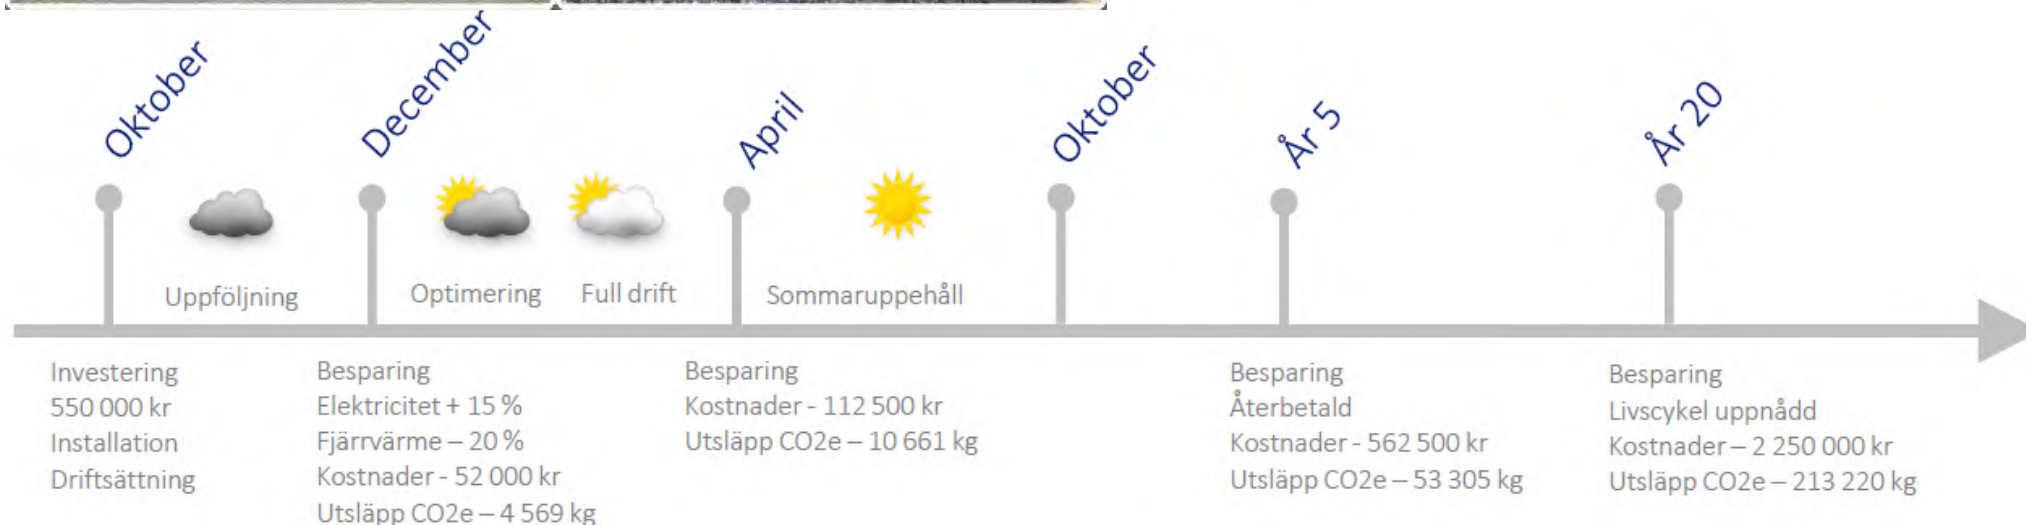 Oktober
December
April
Oktober
År 5
År 20
Uppföljning
Optimering
Full drift
Sommaruppehåll
Investering
550 000 kr
Installation
Driftsättning
Besparing
Elektricitet + 15 %
Fjärrvärme – 20 %
Kostnader - 52 000 kr
Utsläpp CO2e – 4 569 kg
Besparing
Kostnader - 112 500 kr
Utsläpp CO2e – 10 661 kg
Besparing
Återbetald
Kostnader - 562 500 kr
Utsläpp CO2e – 53 305 kg
Besparing
Livscykel uppnådd
Kostnader – 2 250 000 kr
Utsläpp CO2e – 213 220 kg